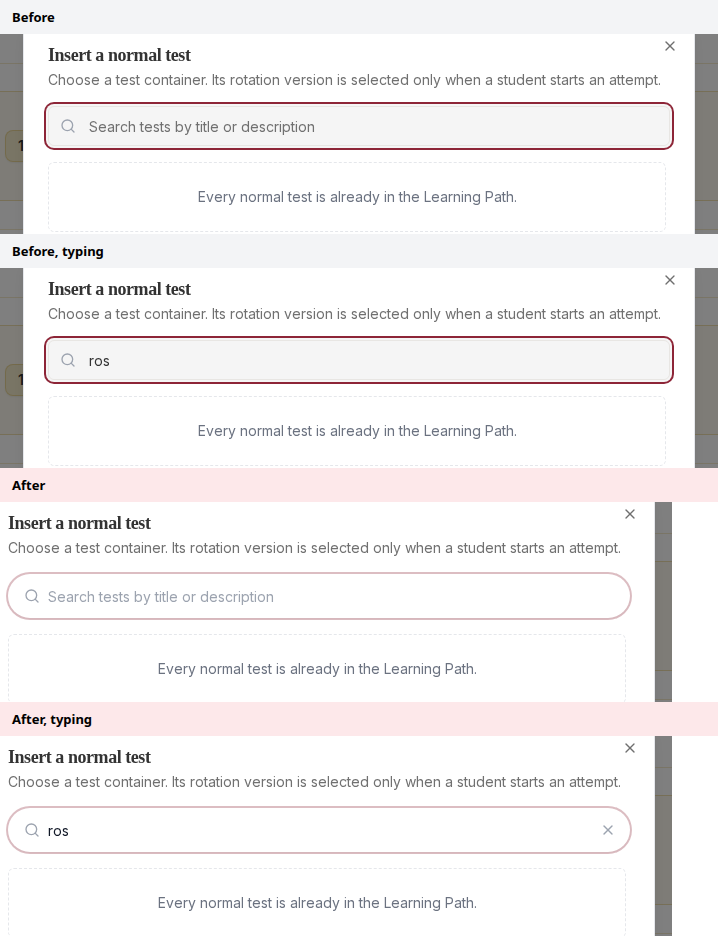 Before
Insert a normal test
Choose a test container. Its rotation version is selected only when a student starts an attempt.
Search tests by title or description
1
Every normal test is already in the Learning Path.
Before, typing
Insert a normal test
Choose a test container. Its rotation version is selected only when a student starts an attempt.
ros
1
Every normal test is already in the Learning Path.
After
Insert a normal test
Choose a test container. Its rotation version is selected only when a student starts an attempt.
Search tests by title or description
Every normal test is already in the Learning Path.
After, typing
Insert a normal test
Choose a test container. Its rotation version is selected only when a student starts an attempt.
ros
Every normal test is already in the Learning Path.